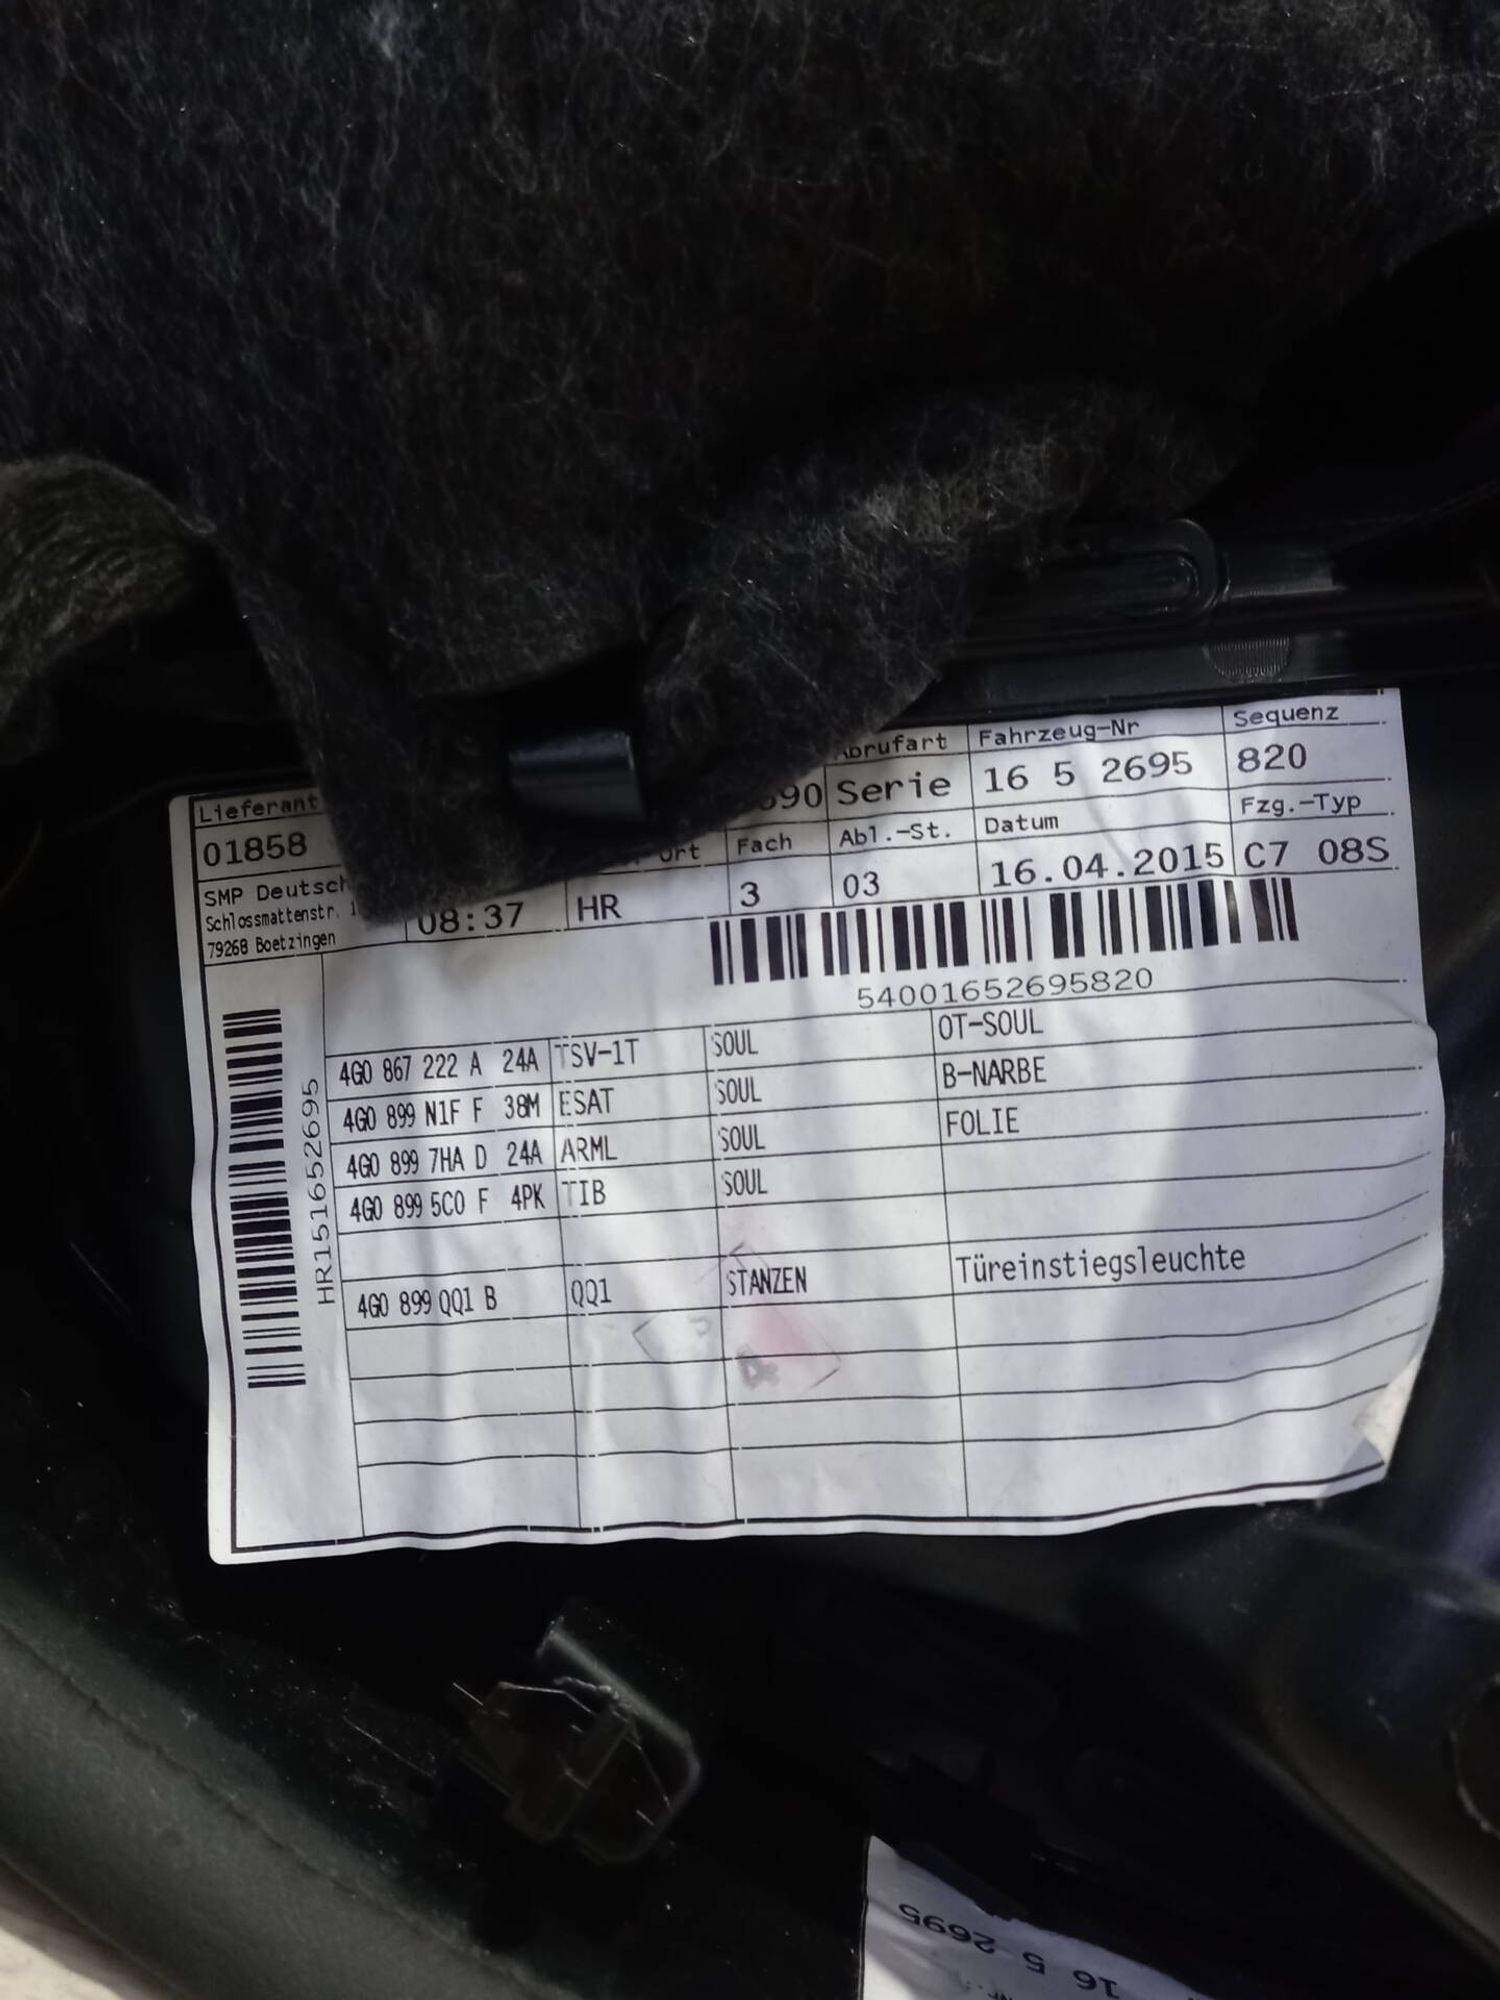 Lieferant
Abrufart Fahrzeug-Nr Sequenz
01858 Serie 16 5 2695 820
SMP Deutsch
Schlossmattenstr. 1
79268 Boetzingen
ort Fach Abl.-St. Datum Fzg.-Typ
08:37 HR 3 03 16.04.2015 C7 08S
54001652695820
HR151652695
4G0 867 222 A 24A TSV-1T SOUL OT-SOUL
4G0 899 N1F F 38M ESAT SOUL B-NARBE
4G0 899 7HA D 24A ARML SOUL FOLIE
4G0 899 5C0 F 4PK TIB SOUL
4G0 899 QQ1 B QQ1 STANZEN Türeinstiegsleuchte
16 5 2695